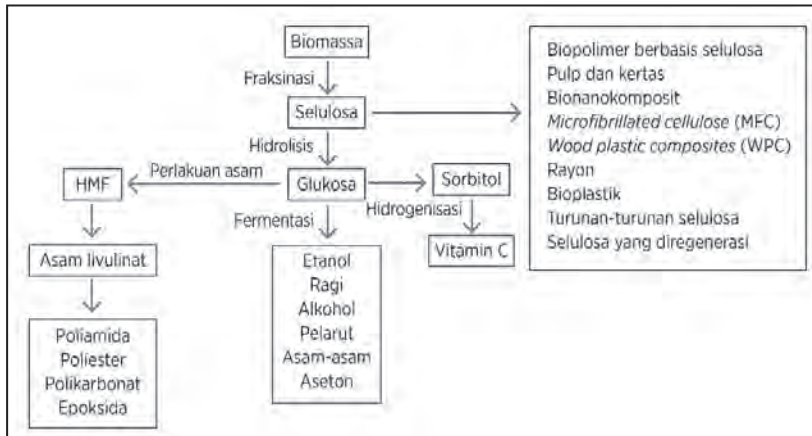 Biomassa
Fraksinasi
Selulosa
Hidrolisis
HMF
Perlakuan asam
Glukosa
Hidrogenisasi
Sorbitol
Fermentasi
Vitamin C
Asam livulinat
Etanol
Ragi
Alkohol
Pelarut
Asam-asam
Aseton
Poliamida
Poliester
Polikarbonat
Epoksida
Biopolimer berbasis selulosa
Pulp dan kertas
Bionanokomposit
Microfibrillated cellulose (MFC)
Wood plastic composites (WPC)
Rayon
Bioplastik
Turunan-turunan selulosa
Selulosa yang diregenerasi